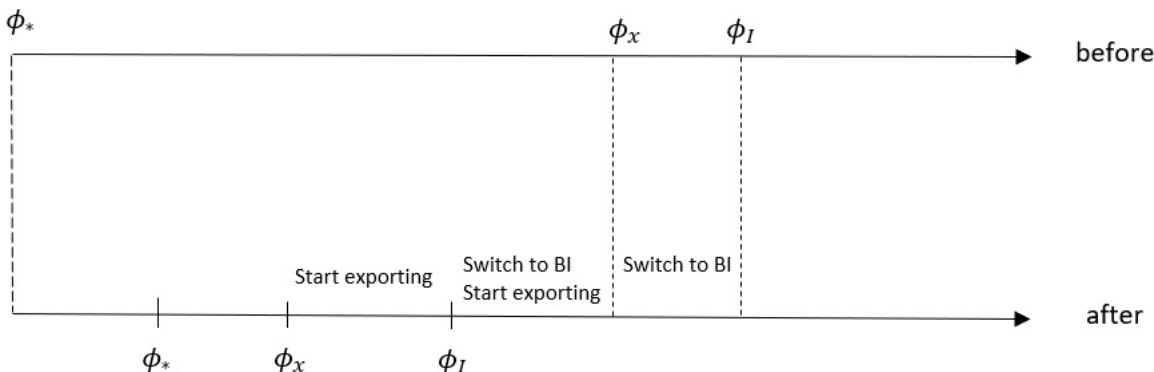 ϕ*
ϕx ϕI
before
Start exporting
Switch to BI
Start exporting
Switch to BI
after
ϕ* ϕx ϕI